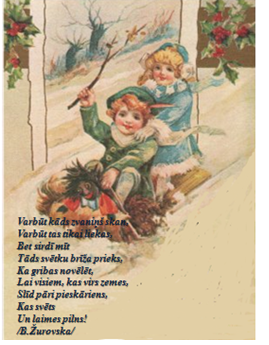 Varbūt kāds zvaniņš skan,
Varbūt tas tikai liekas,
Bet sirdī mīt
Tāds svētku brīža prieks,
Ka gribas novēlēt,
Lai visiem, kas virs zemes,
Slīd pāri pieskāriens,
Kas svēts
Un laimes pilns!
/B.Žurovska/